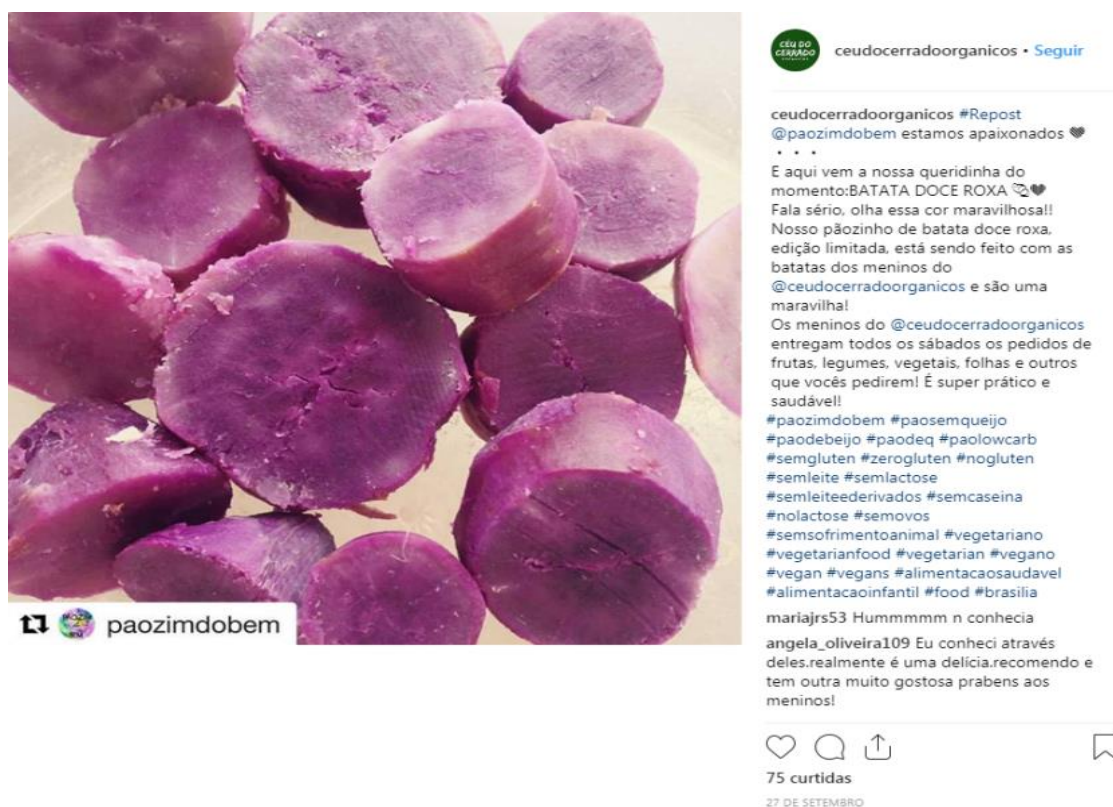 paozimdobem
CÉU DO
CERRADO
ceudocerradoorganicos • Seguir
ceudocerradoorganicos #Repost
@paozimdobem estamos apaixonados 🖤
• • •
E aqui vem a nossa queridinha do
momento:BATATA DOCE ROXA 🍠🖤
Fala sério, olha essa cor maravilhosa!!
Nosso pãozinho de batata doce roxa,
edição limitada, está sendo feito com as
batatas dos meninos do
@ceudocerradoorganicos e são uma
maravilha!
Os meninos do @ceudocerradoorganicos
entregam todos os sábados os pedidos de
frutas, legumes, vegetais, folhas e outros
que vocês pedirem! É super prático e
saudável!
#paozimdobem #paosemqueijo
#paodebeijo #paodeq #paolowcarb
#semgluten #zerogluten #nogluten
#semleite #semlactose
#semleiteederivados #semcaseina
#nolactose #semovos
#semsofrimentoanimal #vegetariano
#vegetarianfood #vegetarian #vegano
#vegan #vegans #alimentacaosaudavel
#alimentacaoinfantil #food #brasilia
mariajrs53 Hummmmm n conhecia
angela_oliveira109 Eu conheci através
deles.realmente é uma delícia.recomendo e
tem outra muito gostosa prabens aos
meninos!
75 curtidas
27 DE SETEMBRO